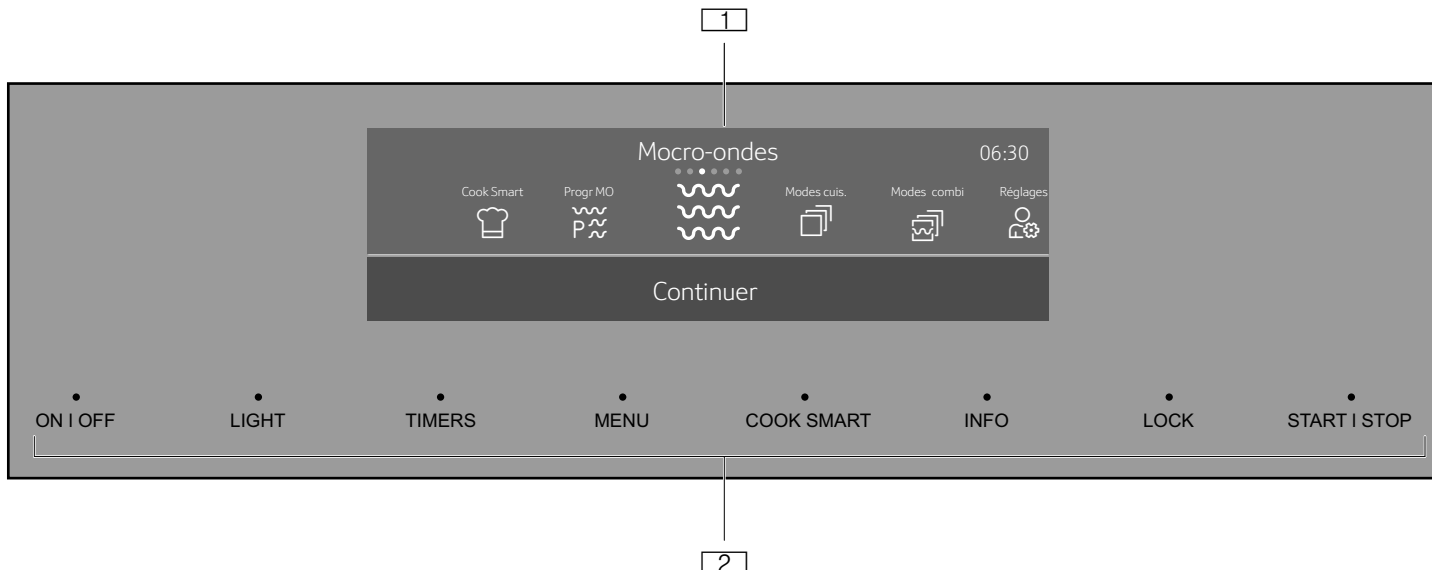 1
Mocro-ondes 06:30
Cook Smart Progr MO Modes cuis. Modes combi Réglages
P
Continuer
ON I OFF LIGHT TIMERS MENU COOK SMART INFO LOCK START I STOP
2